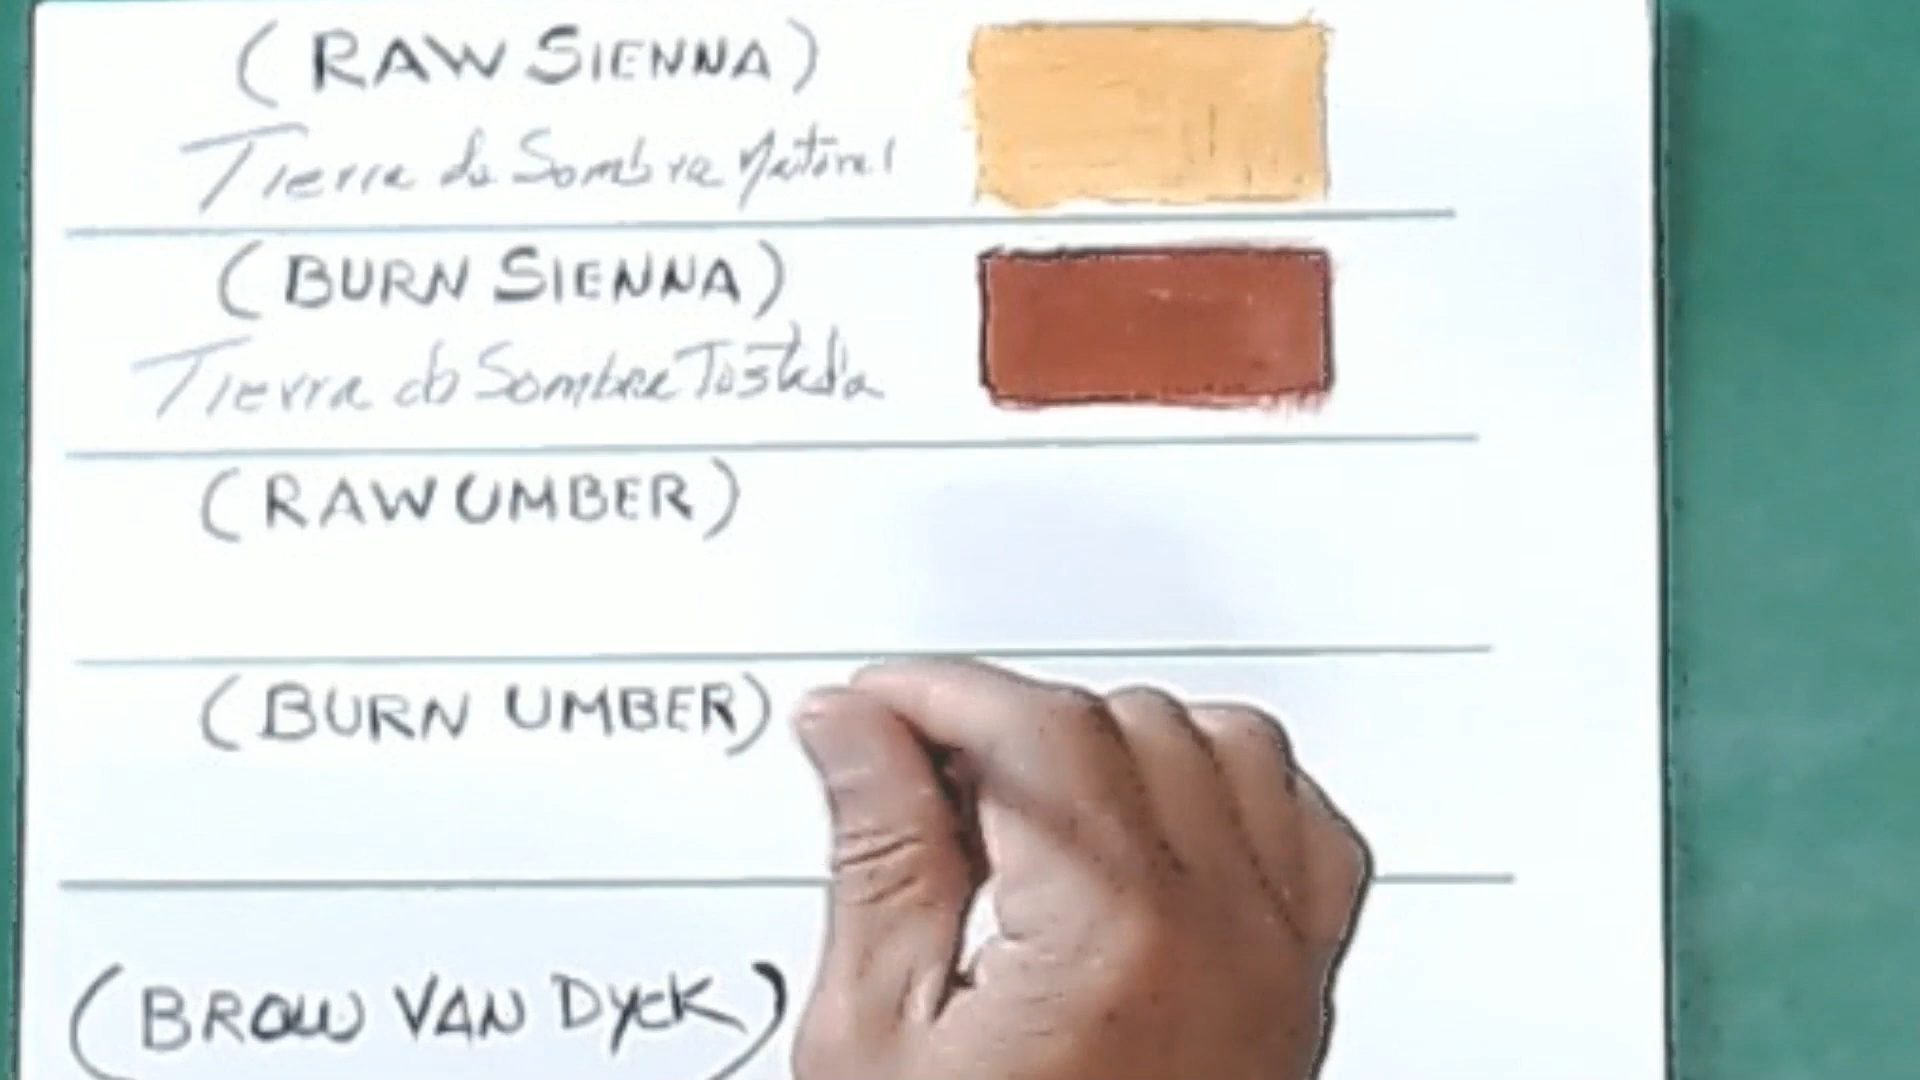 (RAW SIENNA)
Tierra de Sombra Natural
(BURN SIENNA)
Tierra de Sombra Tostada
(RAW UMBER)
(BURN UMBER)
(BROW VAN DYCK)